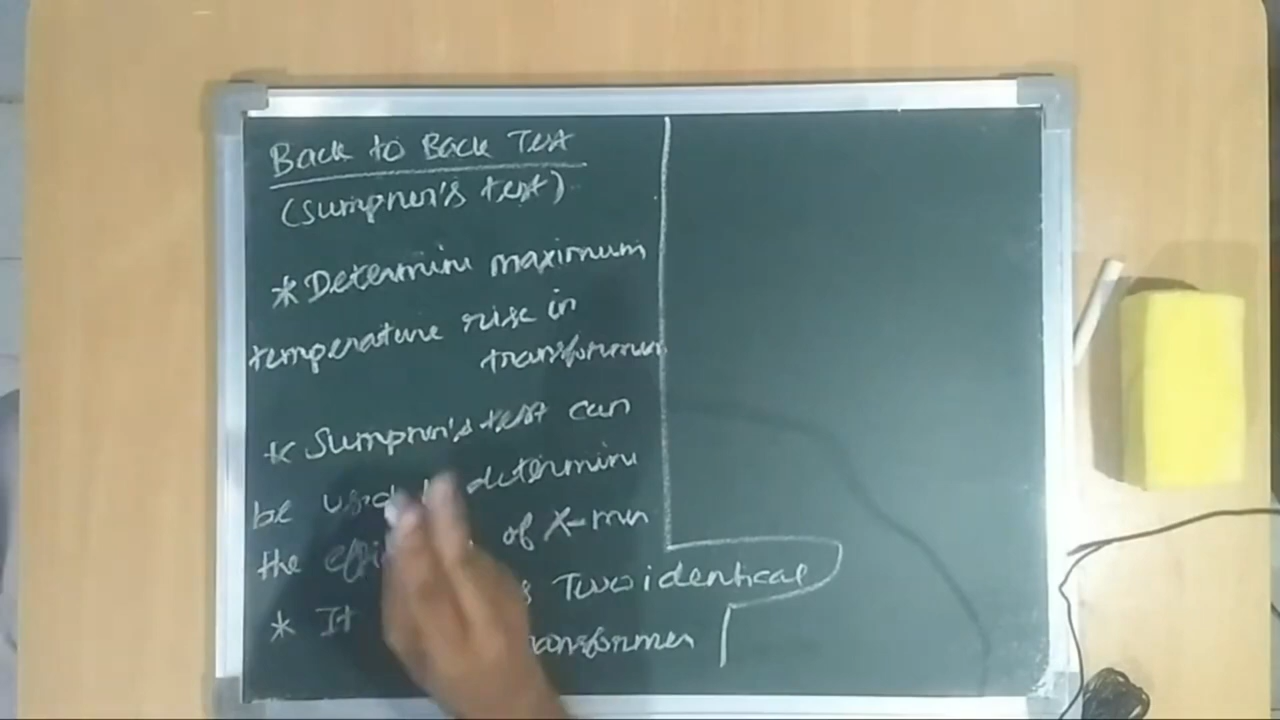 Back to Back Test
(Sumpner's test)
* Determine maximum
temperature rise in
transformer
* Sumpner's test can
be used determine
the of X-mer
* It Two identical